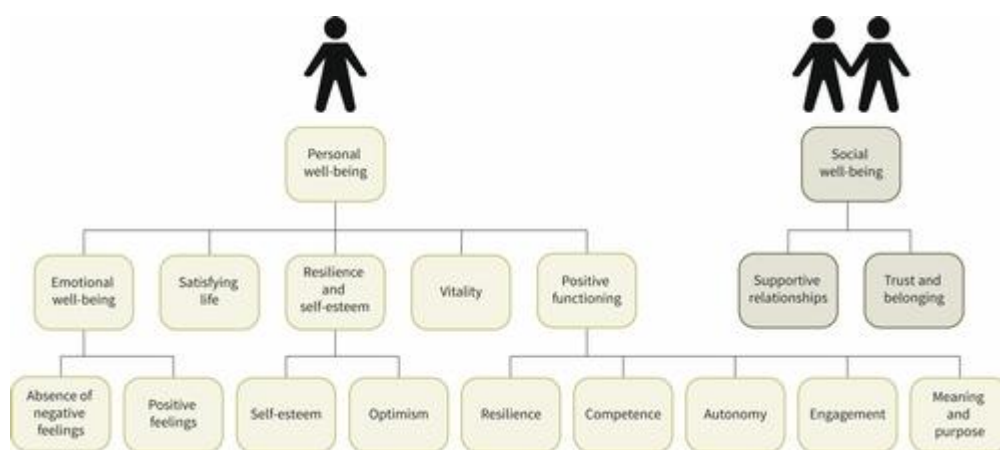 Personal
well-being
Social
well-being
Emotional
well-being
Satisfying
life
Resilience
and
self-esteem
Vitality
Positive
functioning
Supportive
relationships
Trust and
belonging
Absence of
negative
feelings
Positive
feelings
Self-esteem
Optimism
Resilience
Competence
Autonomy
Engagement
Meaning
and
purpose